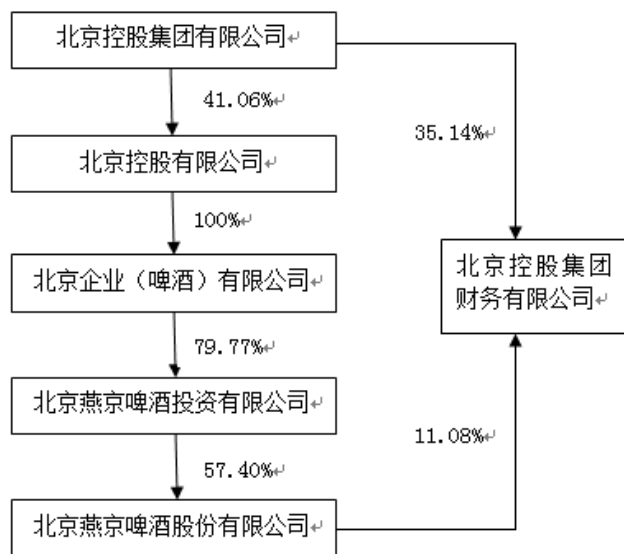 北京控股集团有限公司↵
41.06%↵
35.14%↵
北京控股有限公司↵
100%↵
北京控股集团
财务有限公司↵
北京企业（啤酒）有限公司↵
79.77%↵
北京燕京啤酒投资有限公司↵
11.08%↵
57.40%↵
北京燕京啤酒股份有限公司↵